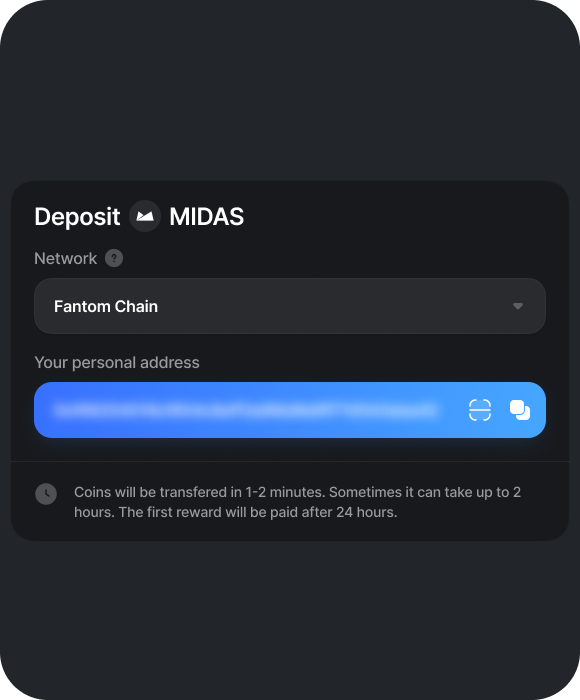 Deposit MIDAS
Network ?
Fantom Chain
Your personal address
Coins will be transfered in 1-2 minutes. Sometimes it can take up to 2
hours. The first reward will be paid after 24 hours.